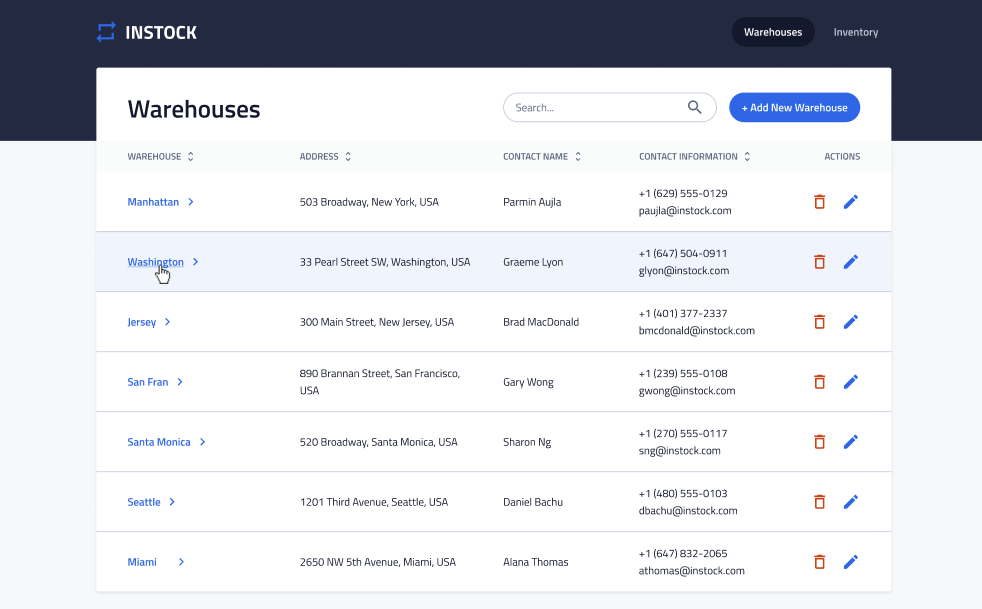 INSTOCK
Warehouses
Inventory
Warehouses
Search...
+ Add New Warehouse
WAREHOUSE
ADDRESS
CONTACT NAME
CONTACT INFORMATION
ACTIONS
Manhattan
503 Broadway, New York, USA
Parmin Aujla
+1 (629) 555-0129
paujla@instock.com
Washington
33 Pearl Street SW, Washington, USA
Graeme Lyon
+1 (647) 504-0911
glyon@instock.com
Jersey
300 Main Street, New Jersey, USA
Brad MacDonald
+1 (401) 377-2337
bmcdonald@instock.com
San Fran
890 Brannan Street, San Francisco,
USA
Gary Wong
+1 (239) 555-0108
gwong@instock.com
Santa Monica
520 Broadway, Santa Monica, USA
Sharon Ng
+1 (270) 555-0117
sng@instock.com
Seattle
1201 Third Avenue, Seattle, USA
Daniel Bachu
+1 (480) 555-0103
dbachu@instock.com
Miami
2650 NW 5th Avenue, Miami, USA
Alana Thomas
+1 (647) 832-2065
athomas@instock.com